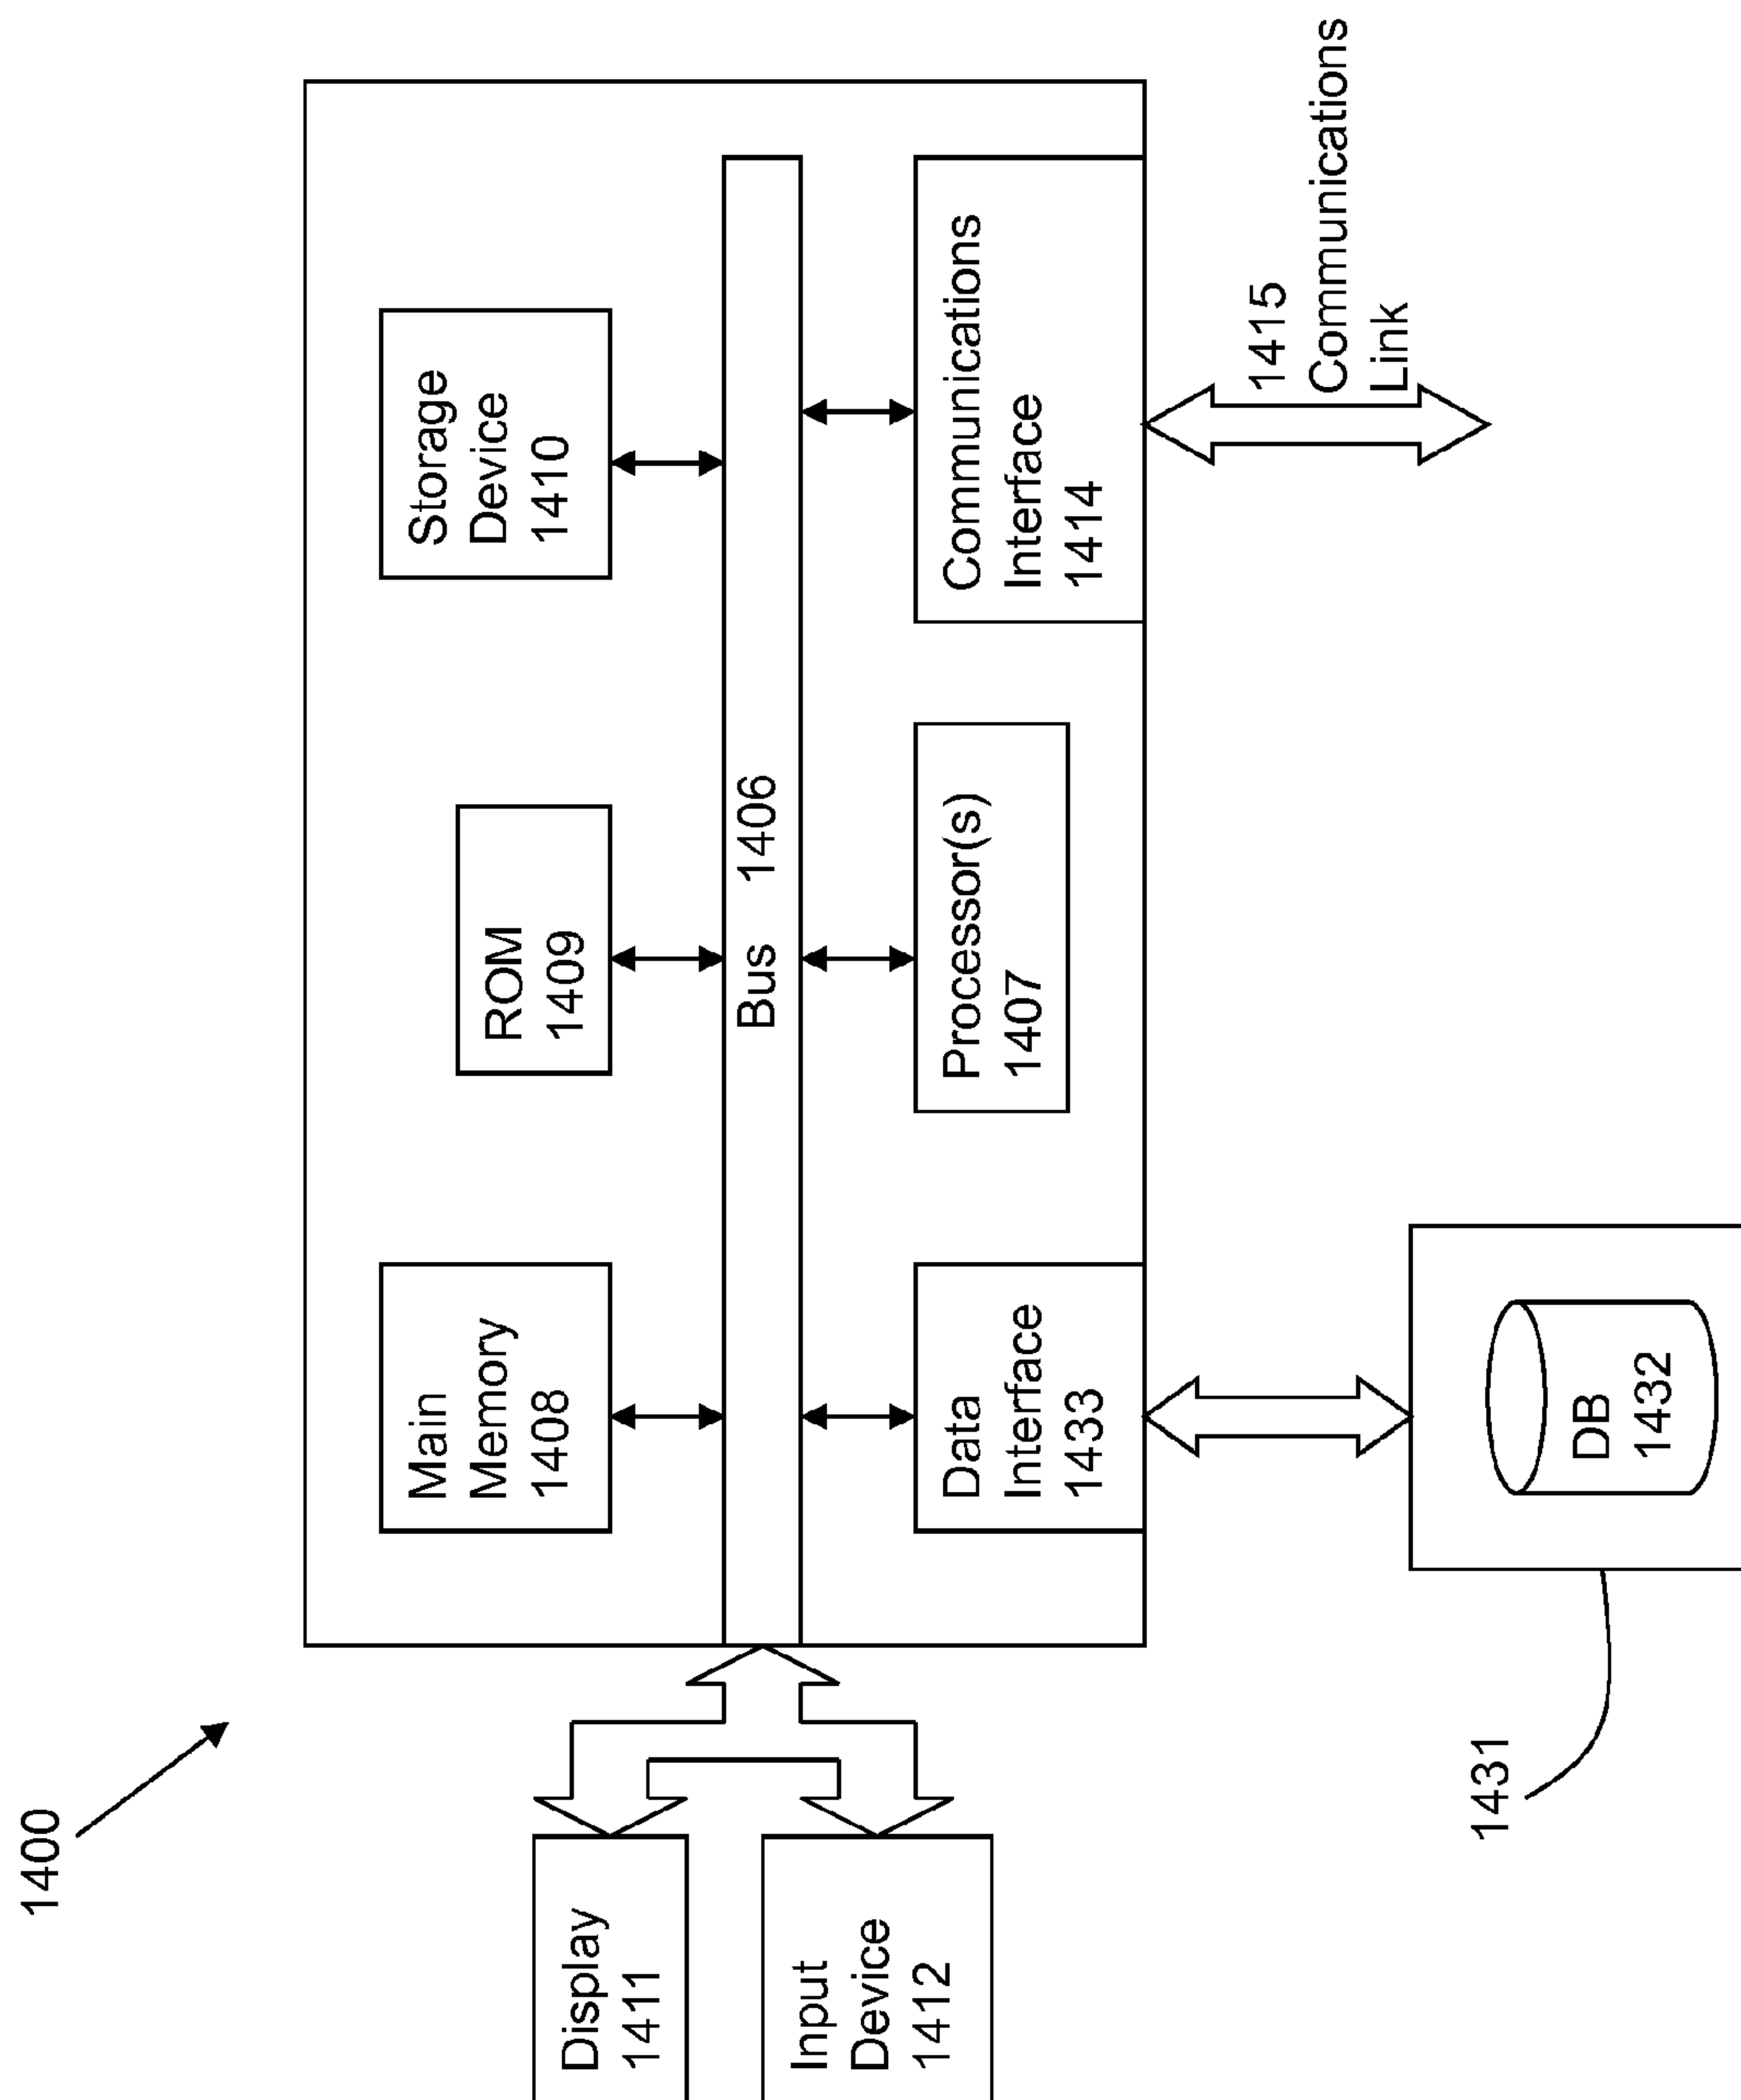 1400
Main
Memory
1408
ROM
1409
Storage
Device
1410
Display
1411
Bus 1406
Input
Device
1412
Data
Interface
1433
Processor(s)
1407
Communications
Interface
1414
1415
Communications
Link
1431
DB
1432